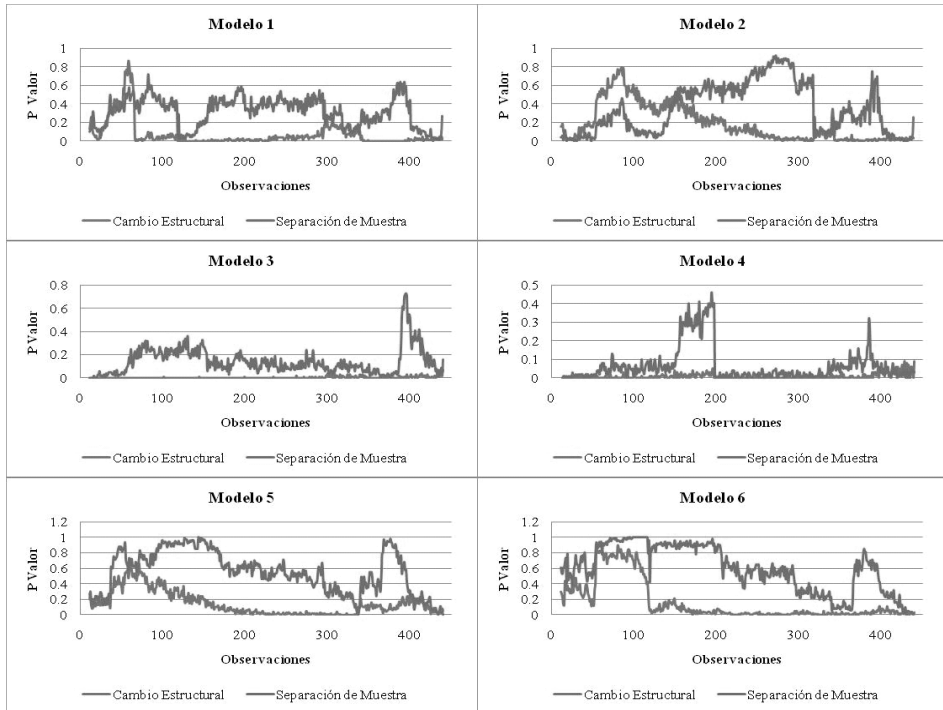 Modelo 1
P Valor
1
0.8
0.6
0.4
0.2
0
0 100 200 300 400
Observaciones
Cambio Estructural Separación de Muestra
Modelo 2
P Valor
1
0.8
0.6
0.4
0.2
0
0 100 200 300 400
Observaciones
Cambio Estructural Separación de Muestra
Modelo 3
P Valor
0.8
0.6
0.4
0.2
0
0 100 200 300 400
Observaciones
Cambio Estructural Separación de Muestra
Modelo 4
P Valor
0.5
0.4
0.3
0.2
0.1
0
0 100 200 300 400
Observaciones
Cambio Estructural Separación de Muestra
Modelo 5
P Valor
1.2
1
0.8
0.6
0.4
0.2
0
0 100 200 300 400
Observaciones
Cambio Estructural Separación de Muestra
Modelo 6
P Valor
1.2
1
0.8
0.6
0.4
0.2
0
0 100 200 300 400
Observaciones
Cambio Estructural Separación de Muestra